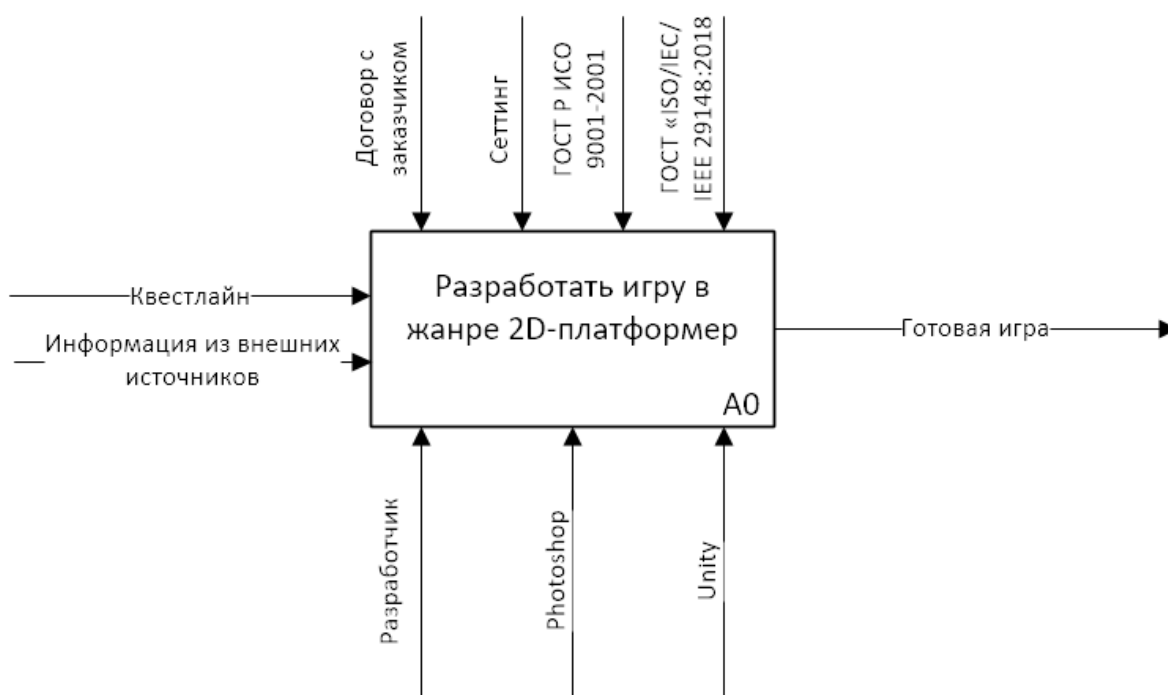 Договор с
заказчиком
Сеттинг
ГОСТ Р ИСО
9001-2001
ГОСТ «ISO/IEC/
IEEE 29148:2018
Квестлайн
Информация из внешних
источников
Разработать игру в
жанре 2D-платформер
A0
Готовая игра
Разработчик
Photoshop
Unity